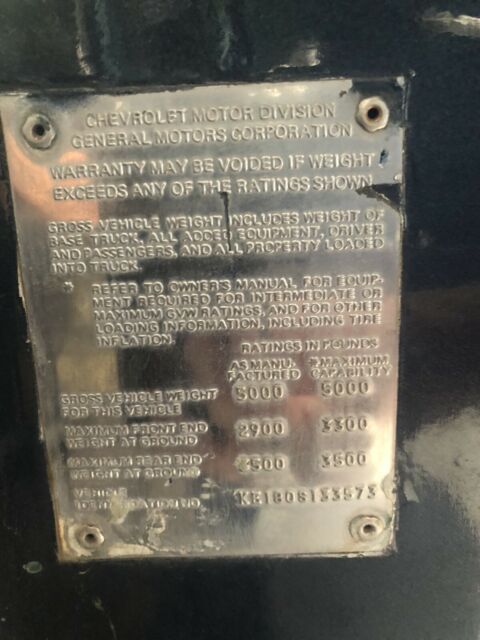 CHEVROLET MOTOR DIVISION
GENERAL MOTORS CORPORATION
WARRANTY MAY BE VOIDED IF WEIGHT
EXCEEDS ANY OF THE RATINGS SHOWN
GROSS VEHICLE WEIGHT INCLUDES WEIGHT OF
BASE TRUCK, ALL ADDED EQUIPMENT, DRIVER
AND PASSENGERS, AND ALL PROPERTY LOADED
INTO TRUCK.
* REFER TO OWNER'S MANUAL FOR EQUIP-
MENT REQUIRED FOR INTERMEDIATE OR
MAXIMUM GVW RATINGS, AND FOR OTHER
LOADING INFORMATION, INCLUDING TIRE
INFLATION.
RATINGS IN POUNDS
AS MANU- *MAXIMUM
FACTURED CAPABILITY
GROSS VEHICLE WEIGHT 5000 5000
FOR THIS VEHICLE
MAXIMUM FRONT END 2900 3300
WEIGHT AT GROUND
MAXIMUM REAR END 3500 3500
WEIGHT AT GROUND
VEHICLE
IDENTIFICATION NO. KE180S133573